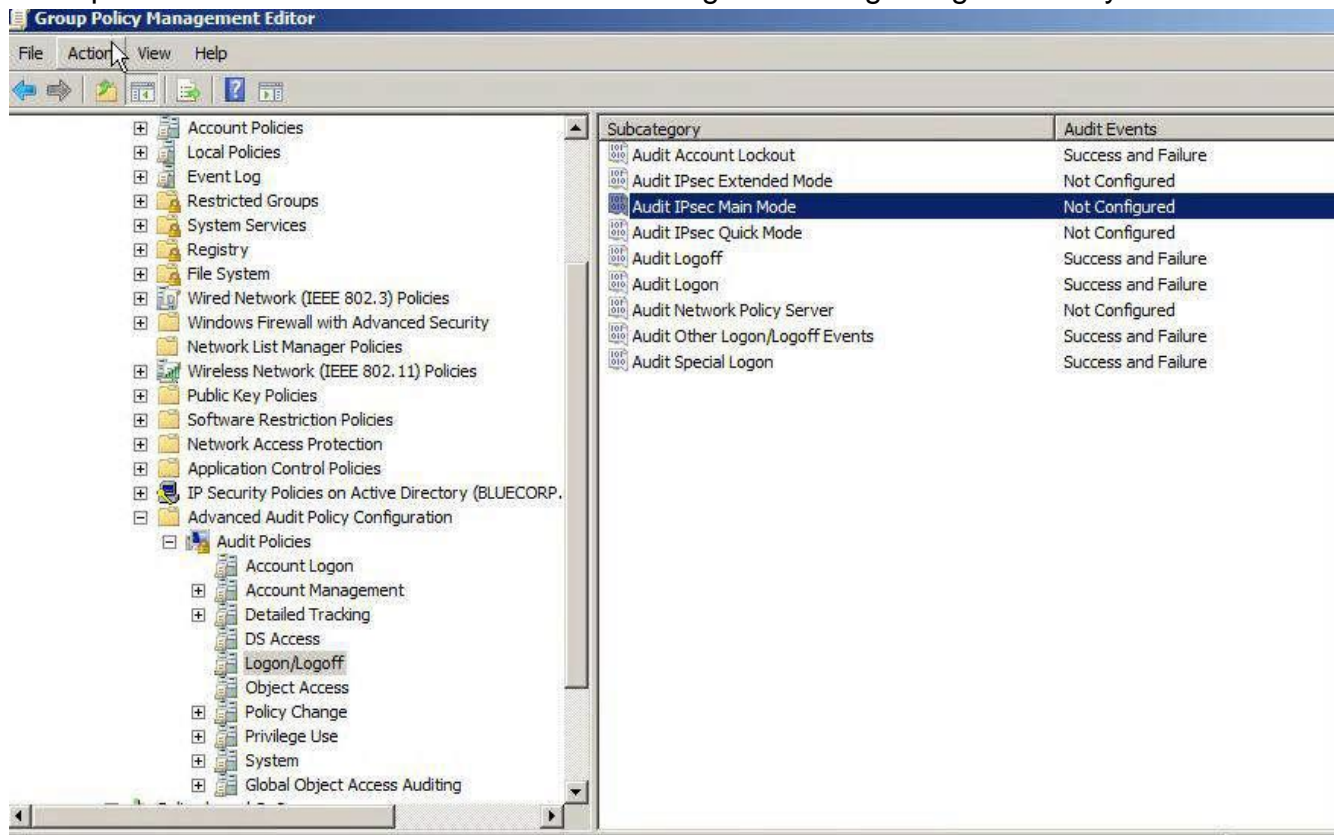 Group Policy Management Editor
File Action View Help
Account Policies
Local Policies
Event Log
Restricted Groups
System Services
Registry
File System
Wired Network (IEEE 802.3) Policies
Windows Firewall with Advanced Security
Network List Manager Policies
Wireless Network (IEEE 802.11) Policies
Public Key Policies
Software Restriction Policies
Network Access Protection
Application Control Policies
IP Security Policies on Active Directory (BLUECORP.
Advanced Audit Policy Configuration
Audit Policies
Account Logon
Account Management
Detailed Tracking
DS Access
Logon/Logoff
Object Access
Policy Change
Privilege Use
System
Global Object Access Auditing
Subcategory Audit Events
Audit Account Lockout Success and Failure
Audit IPsec Extended Mode Not Configured
Audit IPsec Main Mode Not Configured
Audit IPsec Quick Mode Not Configured
Audit Logoff Success and Failure
Audit Logon Success and Failure
Audit Network Policy Server Not Configured
Audit Other Logon/Logoff Events Success and Failure
Audit Special Logon Success and Failure